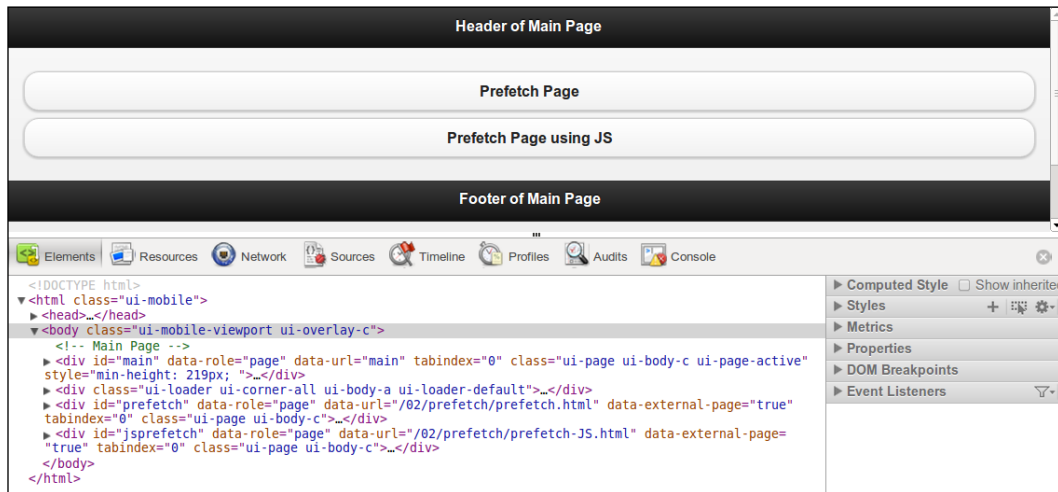 Header of Main Page
Prefetch Page
Prefetch Page using JS
Footer of Main Page
Elements Resources Network Sources Timeline Profiles Audits Console
<!DOCTYPE html>
▼<html class="ui-mobile">
▶<head>…</head>
▼<body class="ui-mobile-viewport ui-overlay-c">
<!-- Main Page -->
▶<div id="main" data-role="page" data-url="main" tabindex="0" class="ui-page ui-body-c ui-page-active"
style="min-height: 219px; ">…</div>
▶<div class="ui-loader ui-corner-all ui-body-a ui-loader-default">…</div>
▶<div id="prefetch" data-role="page" data-url="/02/prefetch/prefetch.html" data-external-page="true"
tabindex="0" class="ui-page ui-body-c">…</div>
▶<div id="jsprefetch" data-role="page" data-url="/02/prefetch/prefetch-JS.html" data-external-page=
"true" tabindex="0" class="ui-page ui-body-c">…</div>
</body>
</html>
▶ Computed Style Show inherite
▶ Styles
▶ Metrics
▶ Properties
▶ DOM Breakpoints
▶ Event Listeners